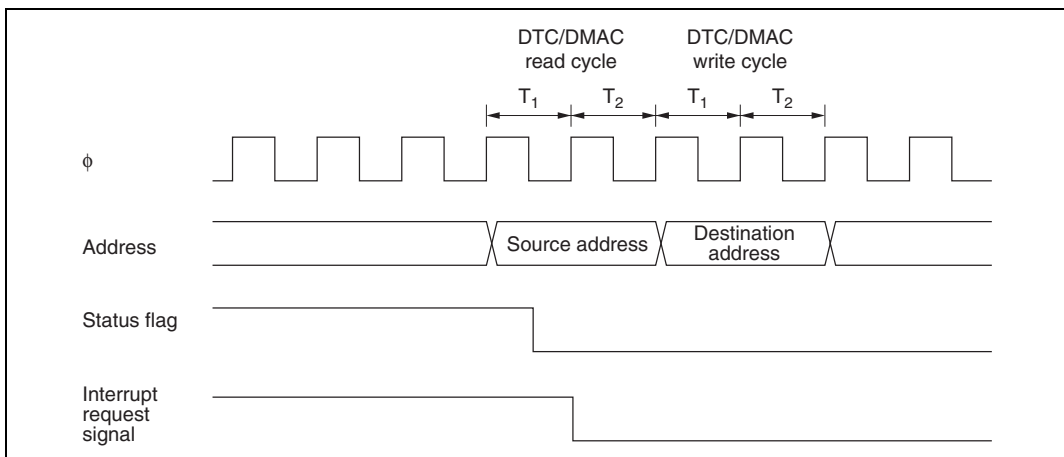 DTC/DMAC DTC/DMAC
read cycle write cycle
T1 T2 T1 T2
ϕ
Address
Source address
Destination
address
Status flag
Interrupt
request
signal